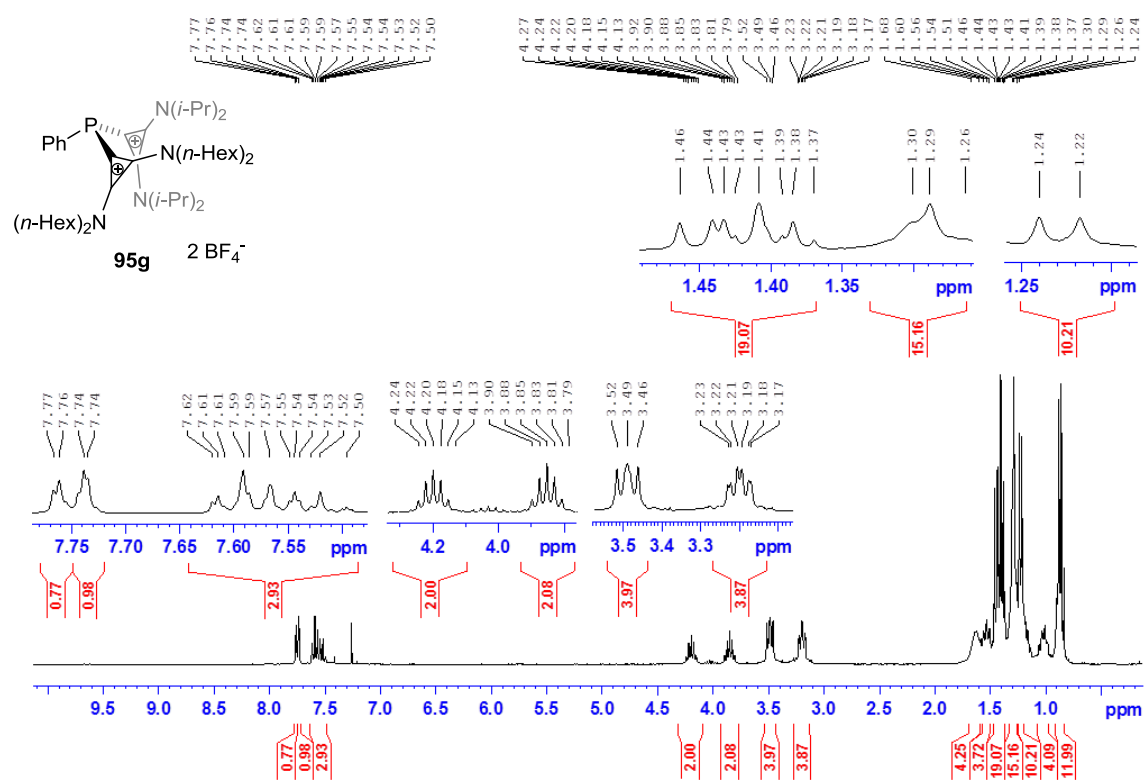 7.77 7.76 7.74 7.74 7.62 7.61 7.61 7.59 7.59 7.57 7.55 7.54 7.54 7.53 7.52 7.50
4.27 4.24 4.22 4.20 4.18 4.15 4.13 3.92 3.90 3.88 3.85 3.83 3.81 3.79 3.52 3.49 3.46 3.23 3.22 3.21 3.19 3.18 3.17 1.68 1.60 1.56 1.54 1.51 1.46 1.44 1.43 1.43 1.41 1.39 1.38 1.37 1.30 1.29 1.26 1.24
N(i-Pr)2
Ph P
⊕
N(n-Hex)2
⊕
N(i-Pr)2
(n-Hex)2N
95g 2 BF4-
1.46 1.44 1.43 1.43 1.41 1.39 1.38 1.37 1.30 1.29 1.26
1.24 1.22
1.45 1.40 1.35 ppm
1.25 ppm
19.07 15.16 10.21
7.77 7.76 7.74 7.74
7.62 7.61 7.61 7.59 7.59 7.57 7.55 7.54 7.54 7.53 7.52 7.50
4.24 4.22 4.20 4.18 4.15 4.13 3.90 3.88 3.85 3.83 3.81 3.79
3.52 3.49 3.46
3.23 3.22 3.21 3.19 3.18 3.17
7.75 7.70 7.65 7.60 7.55 ppm
4.2 4.0 ppm
3.5 3.4 3.3 ppm
0.77 0.98 2.93 2.00 2.08 3.97 3.87
9.5 9.0 8.5 8.0 7.5 7.0 6.5 6.0 5.5 5.0 4.5 4.0 3.5 3.0 2.5 2.0 1.5 1.0 ppm
0.77 0.98 2.93 2.00 2.08 3.97 3.87 4.25 3.72 19.07 15.16 10.21 4.09 11.99